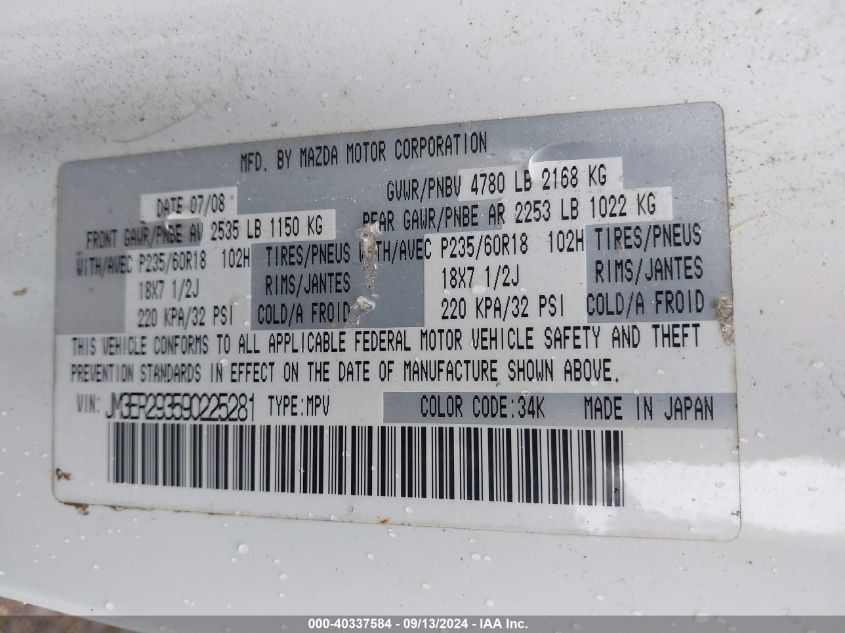 MFD. BY MAZDA MOTOR CORPORATION
DATE 07/08 GVWR/PNBV 4780 LB 2168 KG
FRONT GAWR/PNBE AV 2535 LB 1150 KG REAR GAWR/PNBE AR 2253 LB 1022 KG
WITH/AVEC P235/60R18 102H TIRES/PNEUS WITH/AVEC P235/60R18 102H TIRES/PNEUS
18X7 1/2J RIMS/JANTES 18X7 1/2J RIMS/JANTES
220 KPA/32 PSI COLD/A FROID 220 KPA/32 PSI COLD/A FROID
THIS VEHICLE CONFORMS TO ALL APPLICABLE FEDERAL MOTOR VEHICLE SAFETY AND THEFT
PREVENTION STANDARDS IN EFFECT ON THE DATE OF MANUFACTURE SHOWN ABOVE.
VIN: JM3ER293590225281 TYPE:MPV COLOR CODE:34K MADE IN JAPAN
000-40337584 - 09/13/2024 - IAA Inc.